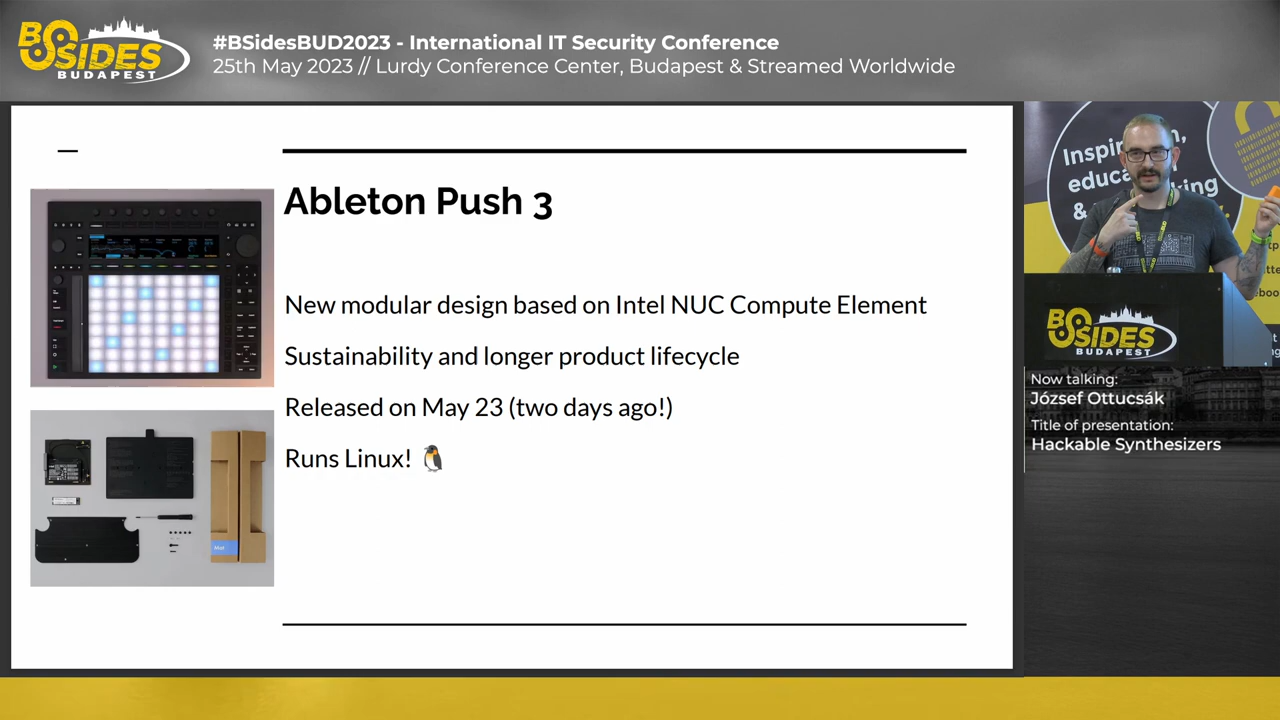 BSIDES
BUDAPEST
#BSidesBUD2023 - International IT Security Conference
25th May 2023 // Lurdy Conference Center, Budapest & Streamed Worldwide
Ableton Push 3
New modular design based on Intel NUC Compute Element
Sustainability and longer product lifecycle
Released on May 23 (two days ago!)
Runs Linux! 🐧
BSIDES
BUDAPEST
Now talking:
József Ottucsák
Title of presentation:
Hackable Synthesizers